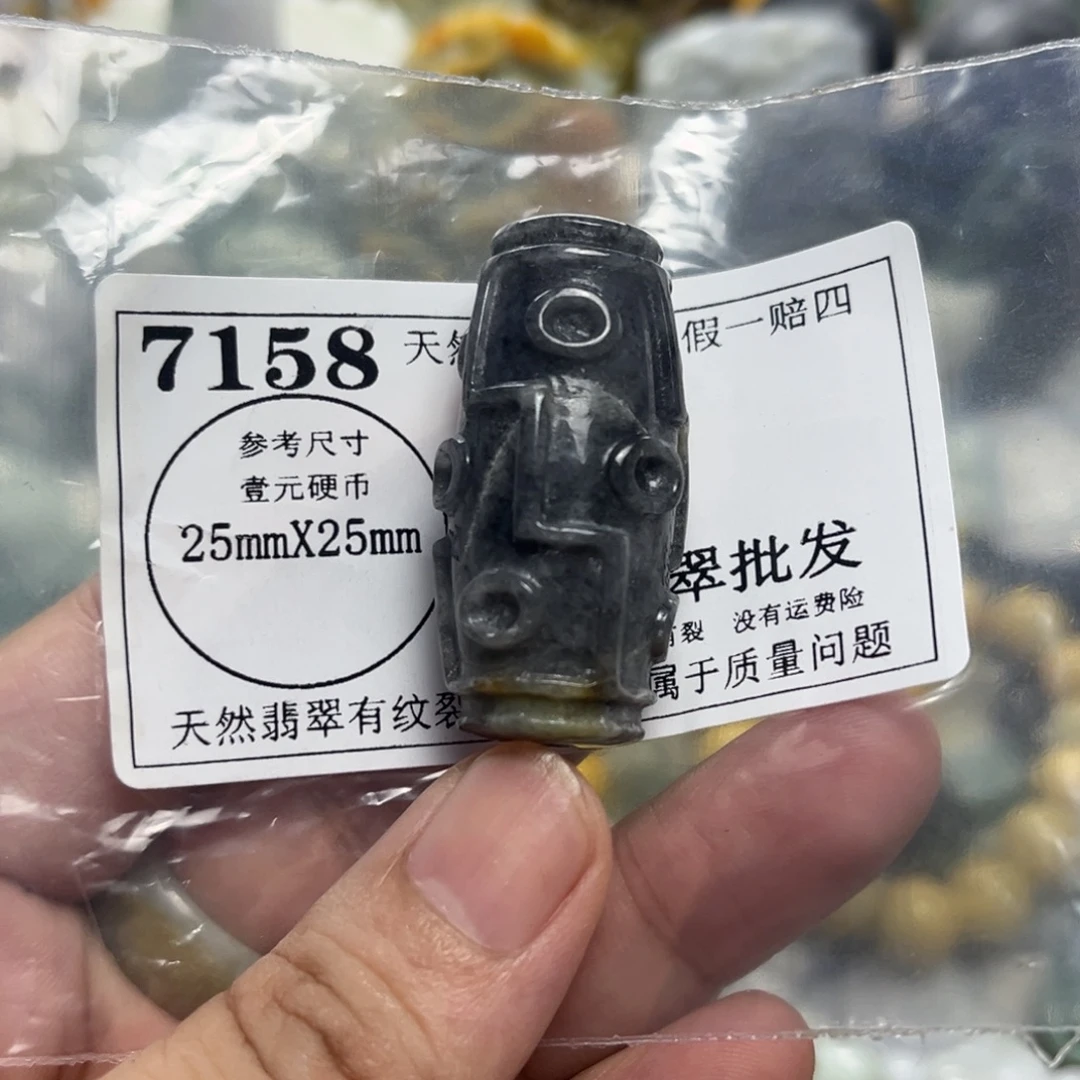 7158 天然 假一赔四
参考尺寸
壹元硬币
25mmX25mm
翠批发
有裂 没有运费险
天然翡翠有纹裂 属于质量问题